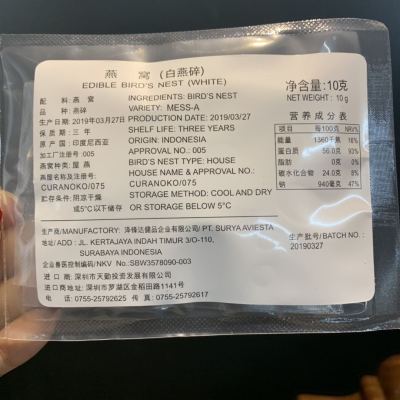 燕 窝 (白燕碎)
EDIBLE BIRD'S NEST (WHITE)
净含量:10克
NET WEIGHT: 10g
配 料:燕 窝 INGREDIENTS: BIRD'S NEST
品 名:燕碎 VARIETY: MESS-A
生产日期:2019年03月27日 PRODUCTION DATE:2019/03/27
保 质 期:三 年 SHELF LIFE: THREE YEARS
原 产 国:印度尼西亚 ORIGIN: INDONESIA
加工企业注册号:005 APPROVAL NO.: 005
燕窝种类:屋 燕 BIRD'S NEST TYPE: HOUSE
燕屋名称及注册号: HOUSE NAME & APPROVAL NO.:
CURANOKO/075 CURANOKO/075
贮存条件: 阴凉干燥 STORAGE METHOD: COOL AND DRY
或5℃以下储存 OR STORAGE BELOW 5℃
营 养 成 分 表
项目 每100克 NRV%
能量 1360千焦 16%
蛋白质 56.0克 93%
脂肪 0克 0%
碳水化合物 24.0克 8%
钠 940毫克 47%
生产商/MANUFACTORY: 泽锋达健品企业有限公司/ PT. SURYA AVIESTA
地址/ADD : JL. KERTAJAYA INDAH TIMUR 3/O-110,
SURABAYA INDONESIA
企业兽医控制编码/NKV No.:SBW3578090-003
生产批号/BATCH NO. :
20190327
进 口 商: 深圳市天勤投资发展有限公司
地 址: 深圳市罗湖区金稻田路1141号
电 话: 0755-25792625 传 真:0755-25792617